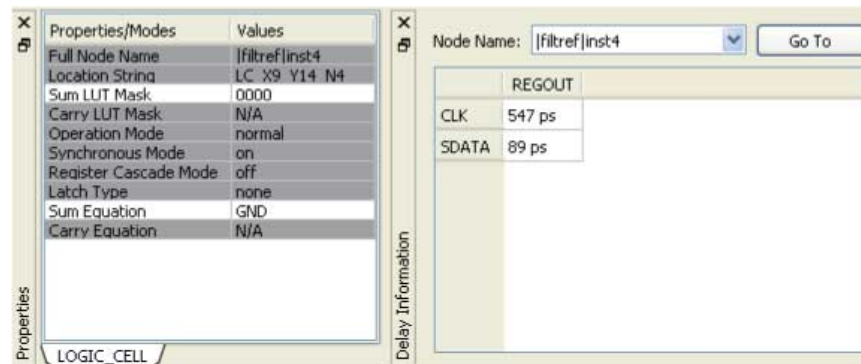 Properties/Modes Values
Full Node Name |filtref|inst4
Location String LC_X9_Y14_N4
Sum LUT Mask 0000
Carry LUT Mask N/A
Operation Mode normal
Synchronous Mode on
Register Cascade Mode off
Latch Type none
Sum Equation GND
Carry Equation N/A
Properties
LOGIC_CELL
Node Name: |filtref|inst4 Go To
REGOUT
CLK 547 ps
SDATA 89 ps
Delay Information